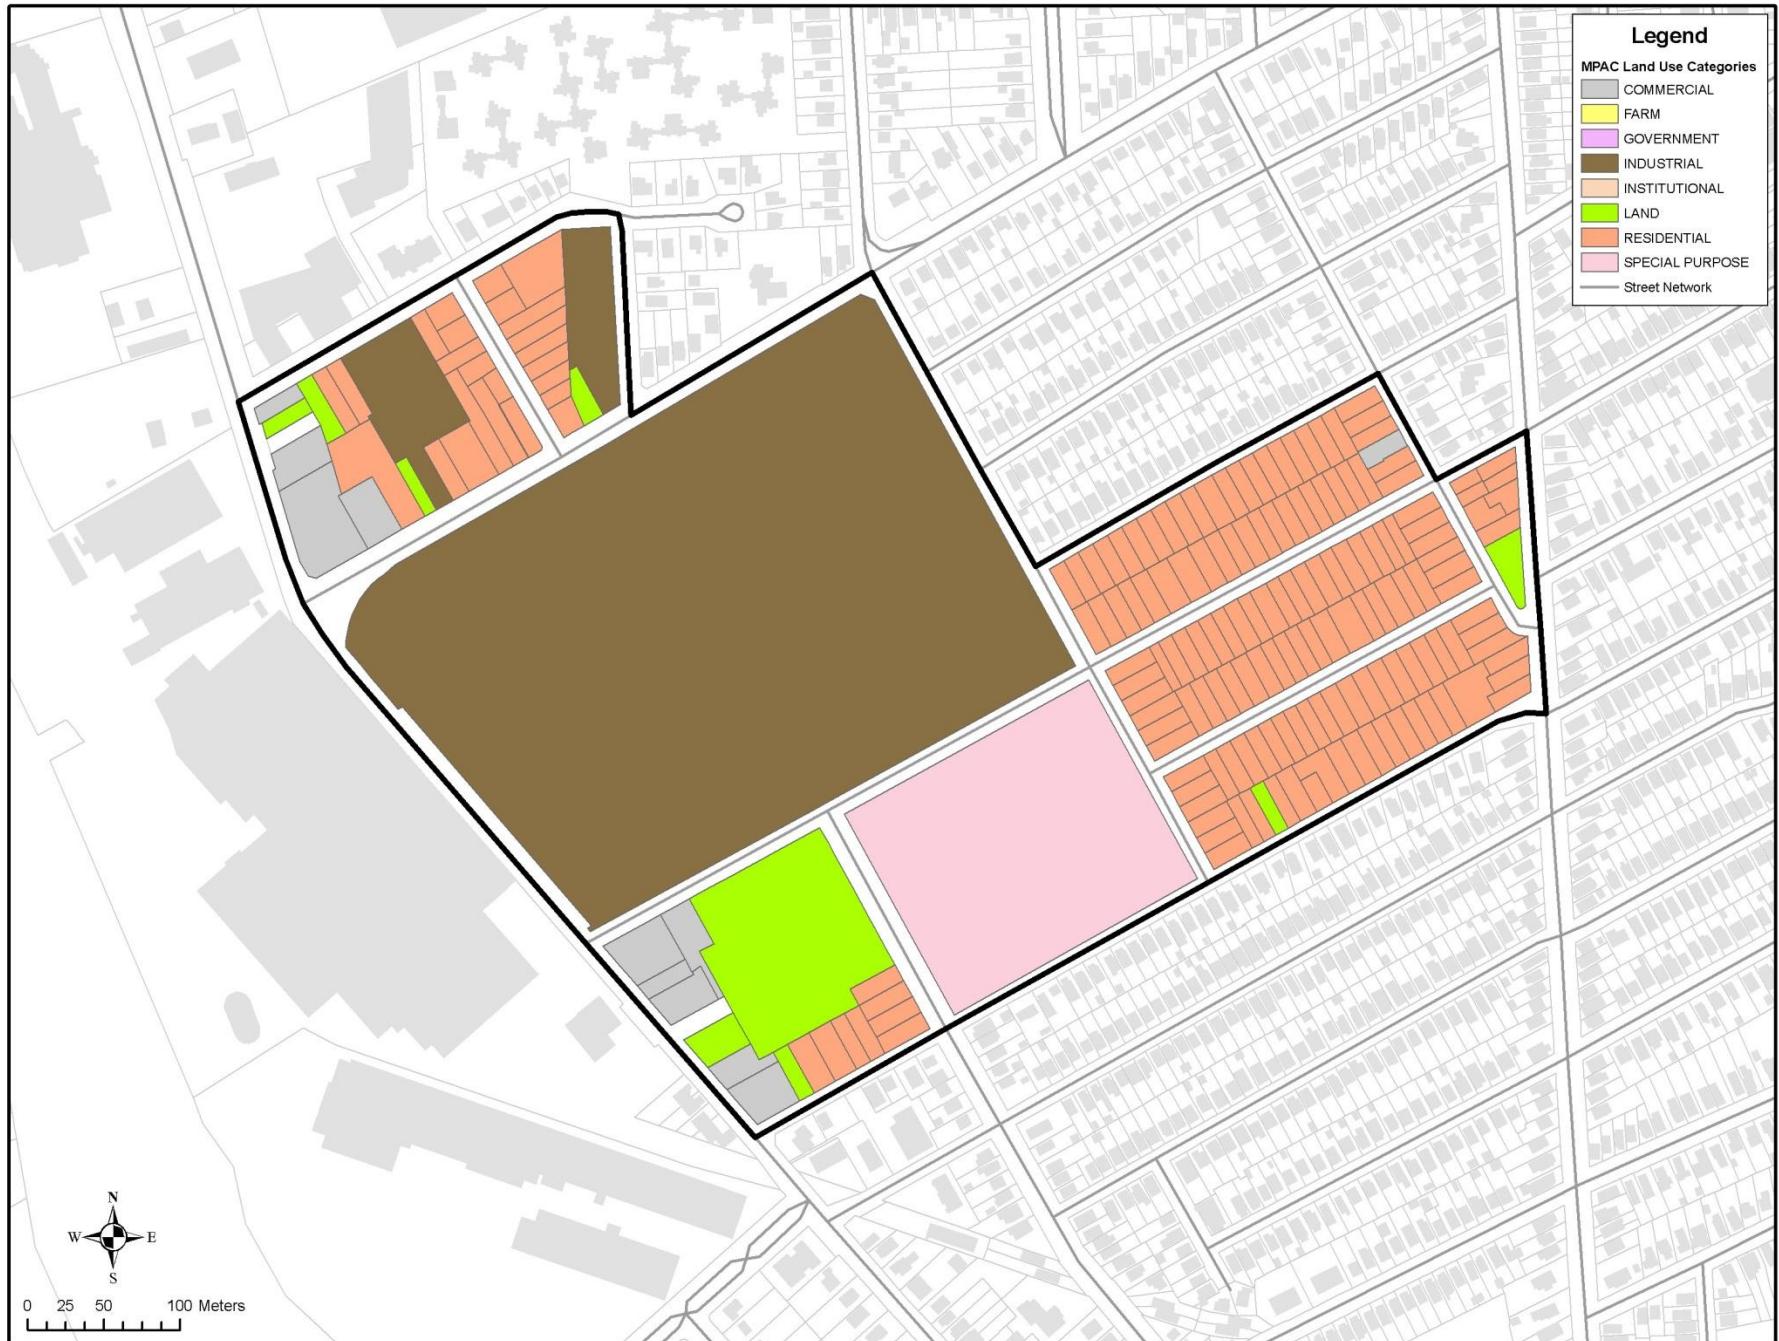 Legend
MPAC Land Use Categories
COMMERCIAL
FARM
GOVERNMENT
INDUSTRIAL
INSTITUTIONAL
LAND
RESIDENTIAL
SPECIAL PURPOSE
Street Network
N
W E
S
0 25 50 100 Meters